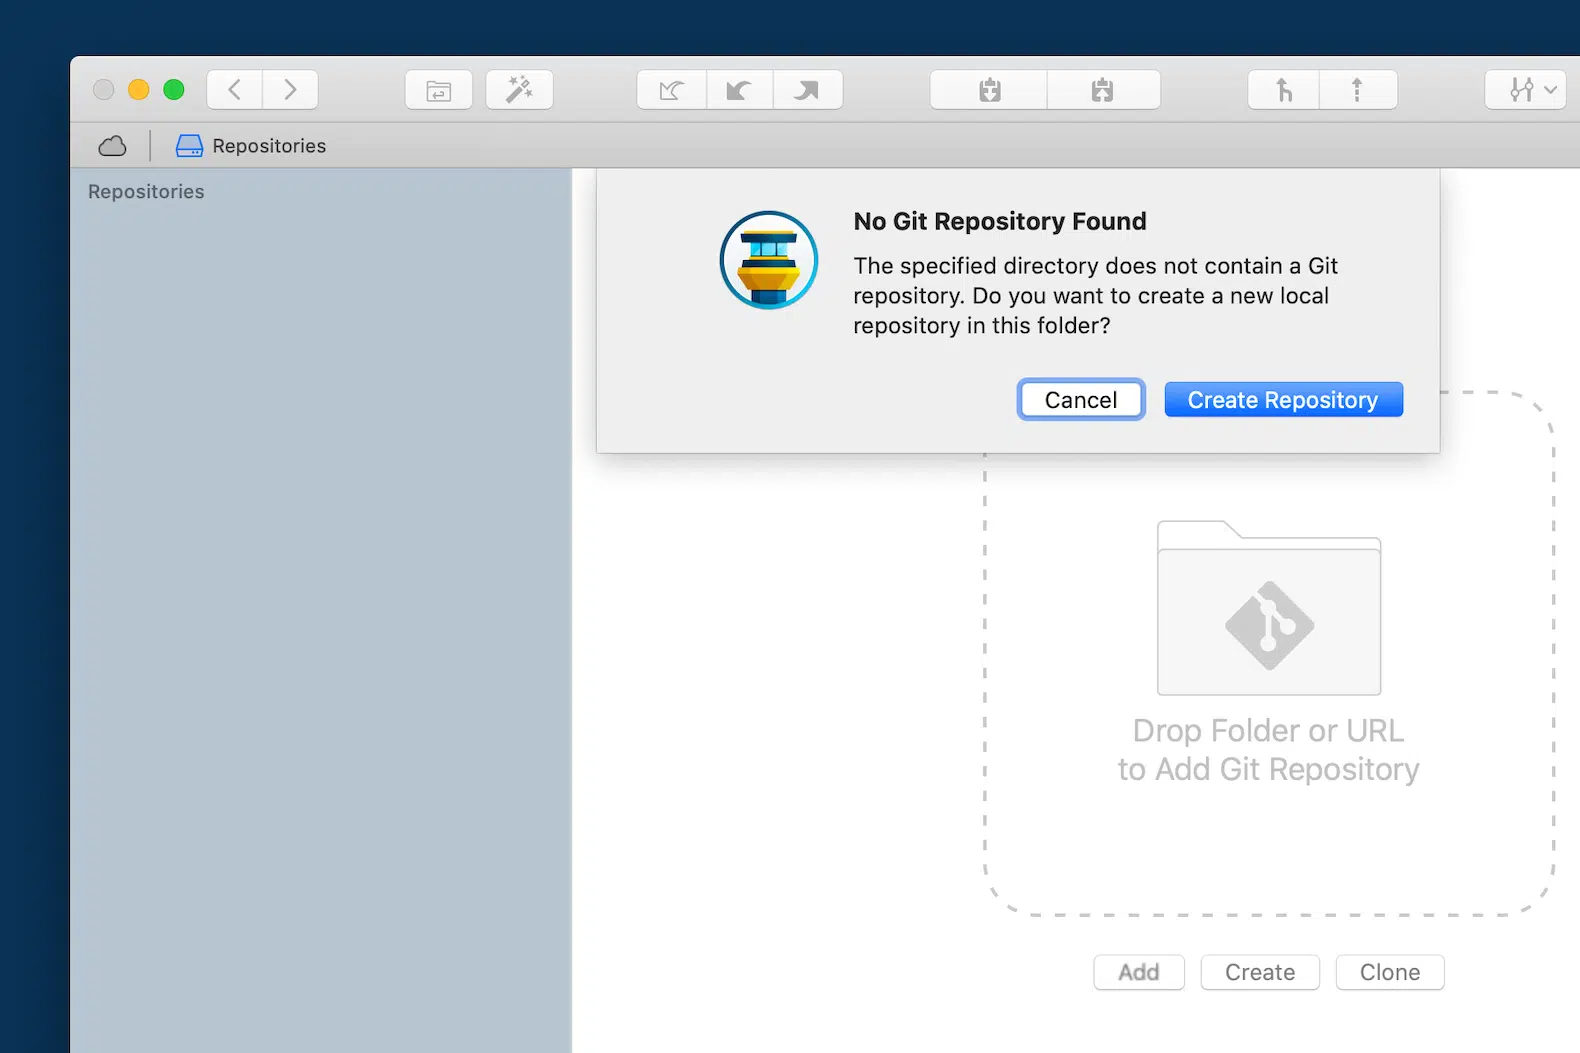 Repositories
Repositories
No Git Repository Found
The specified directory does not contain a Git
repository. Do you want to create a new local
repository in this folder?
Cancel
Create Repository
Drop Folder or URL
to Add Git Repository
Add
Create
Clone